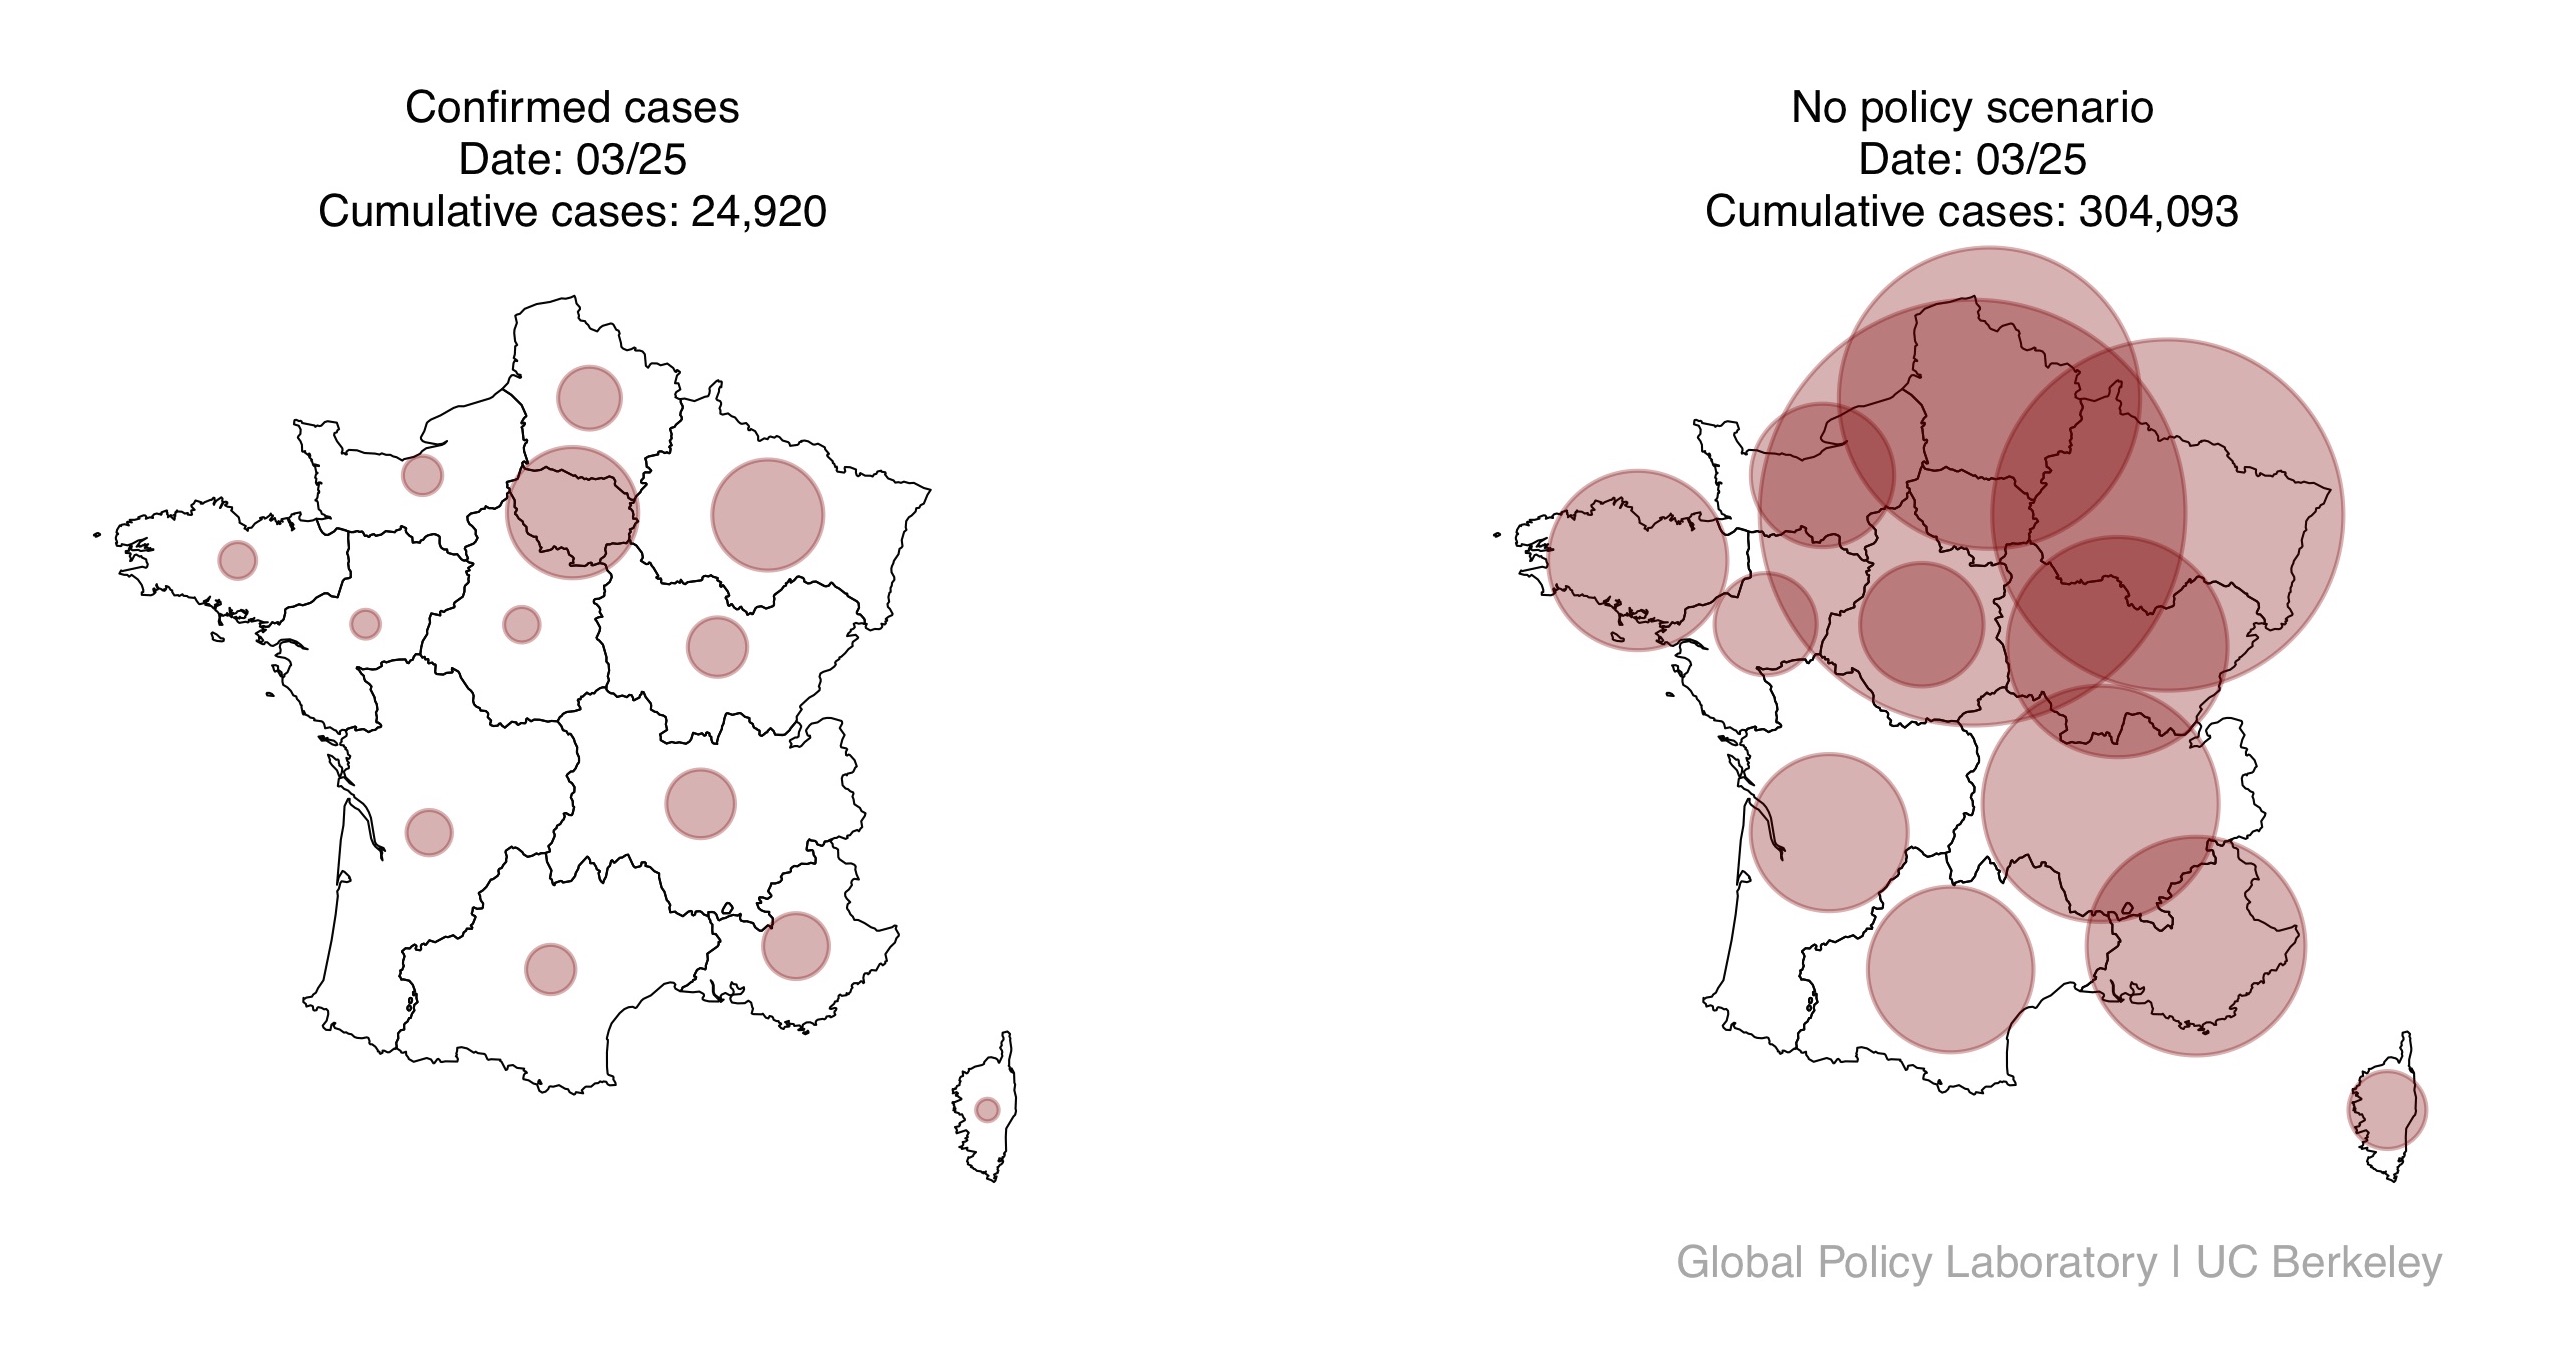 Confirmed cases
Date: 03/25
Cumulative cases: 24,920
No policy scenario
Date: 03/25
Cumulative cases: 304,093
Global Policy Laboratory | UC Berkeley